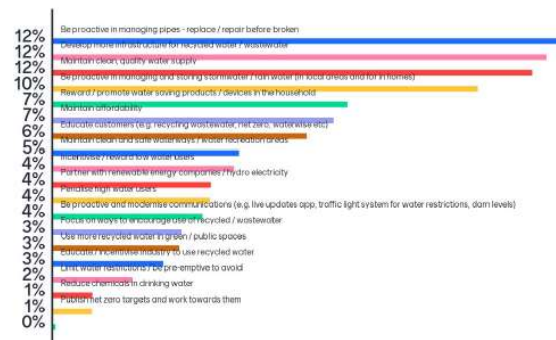 Be proactive in managing pipes - replace / repair before broken
12%
Develop more infrastructure for recycled water / wastewater
12%
Maintain clean, quality water supply
12%
Be proactive in managing and storing stormwater / rain water (in local areas and for in homes)
10%
Reward / promote water saving products / devices in the household
7%
Maintain affordability
7%
Educate customers (e.g. recycling wastewater, net zero, waterwise etc)
6%
Maintain clean and safe waterways / water recreation areas
5%
Incentivise / reward low water users
4%
Partner with renewable energy companies / hydro electricity
4%
Penalise high water users
4%
Be proactive and modernise communications (e.g. live updates app, traffic light system for water restrictions, dam levels)
4%
Focus on ways to encourage use of recycled / wastewater
3%
Use more recycled water in green / public spaces
3%
Educate / incentivise industry to use recycled water
3%
Limit water restrictions / be pre-emptive to avoid
2%
Reduce chemicals in drinking water
1%
Publish net zero targets and work towards them
1%
0%